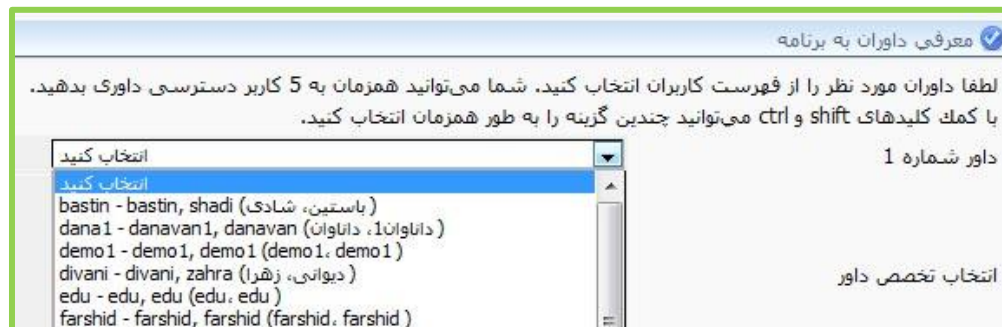 معرفی داوران به برنامه
لطفا داوران مورد نظر را از فهرست کاربران انتخاب کنید. شما می‌توانید همزمان به 5 کاربر دسترسی داوری بدهید.
با کمك کلیدهای shift و ctrl می‌توانید چندین گزینه را به طور همزمان انتخاب کنید.
داور شماره 1
انتخاب کنید
انتخاب کنید
bastin - bastin, shadi (باستین، شادی )
dana1 - danavan1, danavan (داناوان1، داناوان )
demo1 - demo1, demo1 (demo1، demo1 )
divani - divani, zahra (دیوانی، زهرا )
انتخاب تخصص داور
edu - edu, edu (edu، edu )
farshid - farshid, farshid (farshid، farshid )